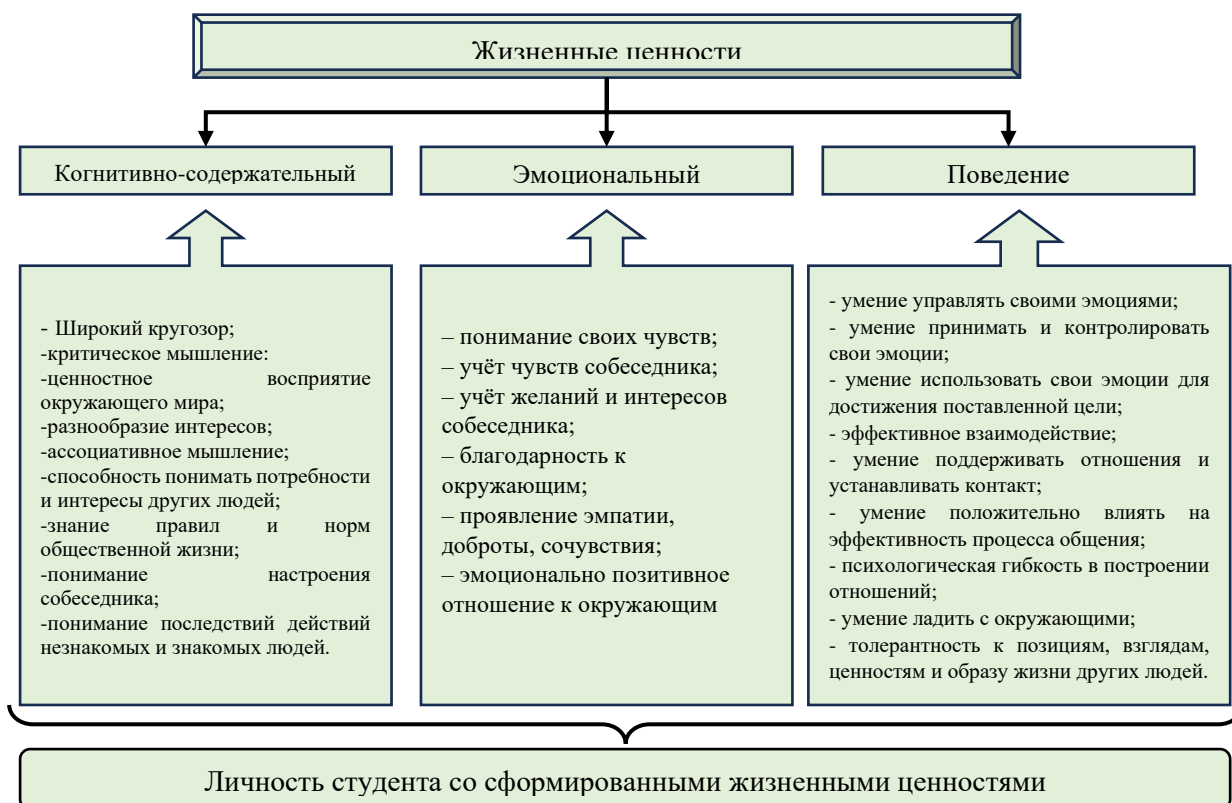 Жизненные ценности
Когнитивно-содержательный
Эмоциональный
Поведение
- Широкий кругозор;
-критическое мышление:
-ценностное восприятие
окружающего мира;
-разнообразие интересов;
-ассоциативное мышление;
-способность понимать потребности
и интересы других людей;
-знание правил и норм
общественной жизни;
-понимание настроения
собеседника;
-понимание последствий действий
незнакомых и знакомых людей.
– понимание своих чувств;
– учёт чувств собеседника;
– учёт желаний и интересов
собеседника;
– благодарность к
окружающим;
– проявление эмпатии,
доброты, сочувствия;
– эмоционально позитивное
отношение к окружающим
- умение управлять своими эмоциями;
- умение принимать и контролировать
свои эмоции;
- умение использовать свои эмоции для
достижения поставленной цели;
- эффективное взаимодействие;
- умение поддерживать отношения и
устанавливать контакт;
- умение положительно влиять на
эффективность процесса общения;
- психологическая гибкость в построении
отношений;
- умение ладить с окружающими;
- толерантность к позициям, взглядам,
ценностям и образу жизни других людей.
Личность студента со сформированными жизненными ценностями